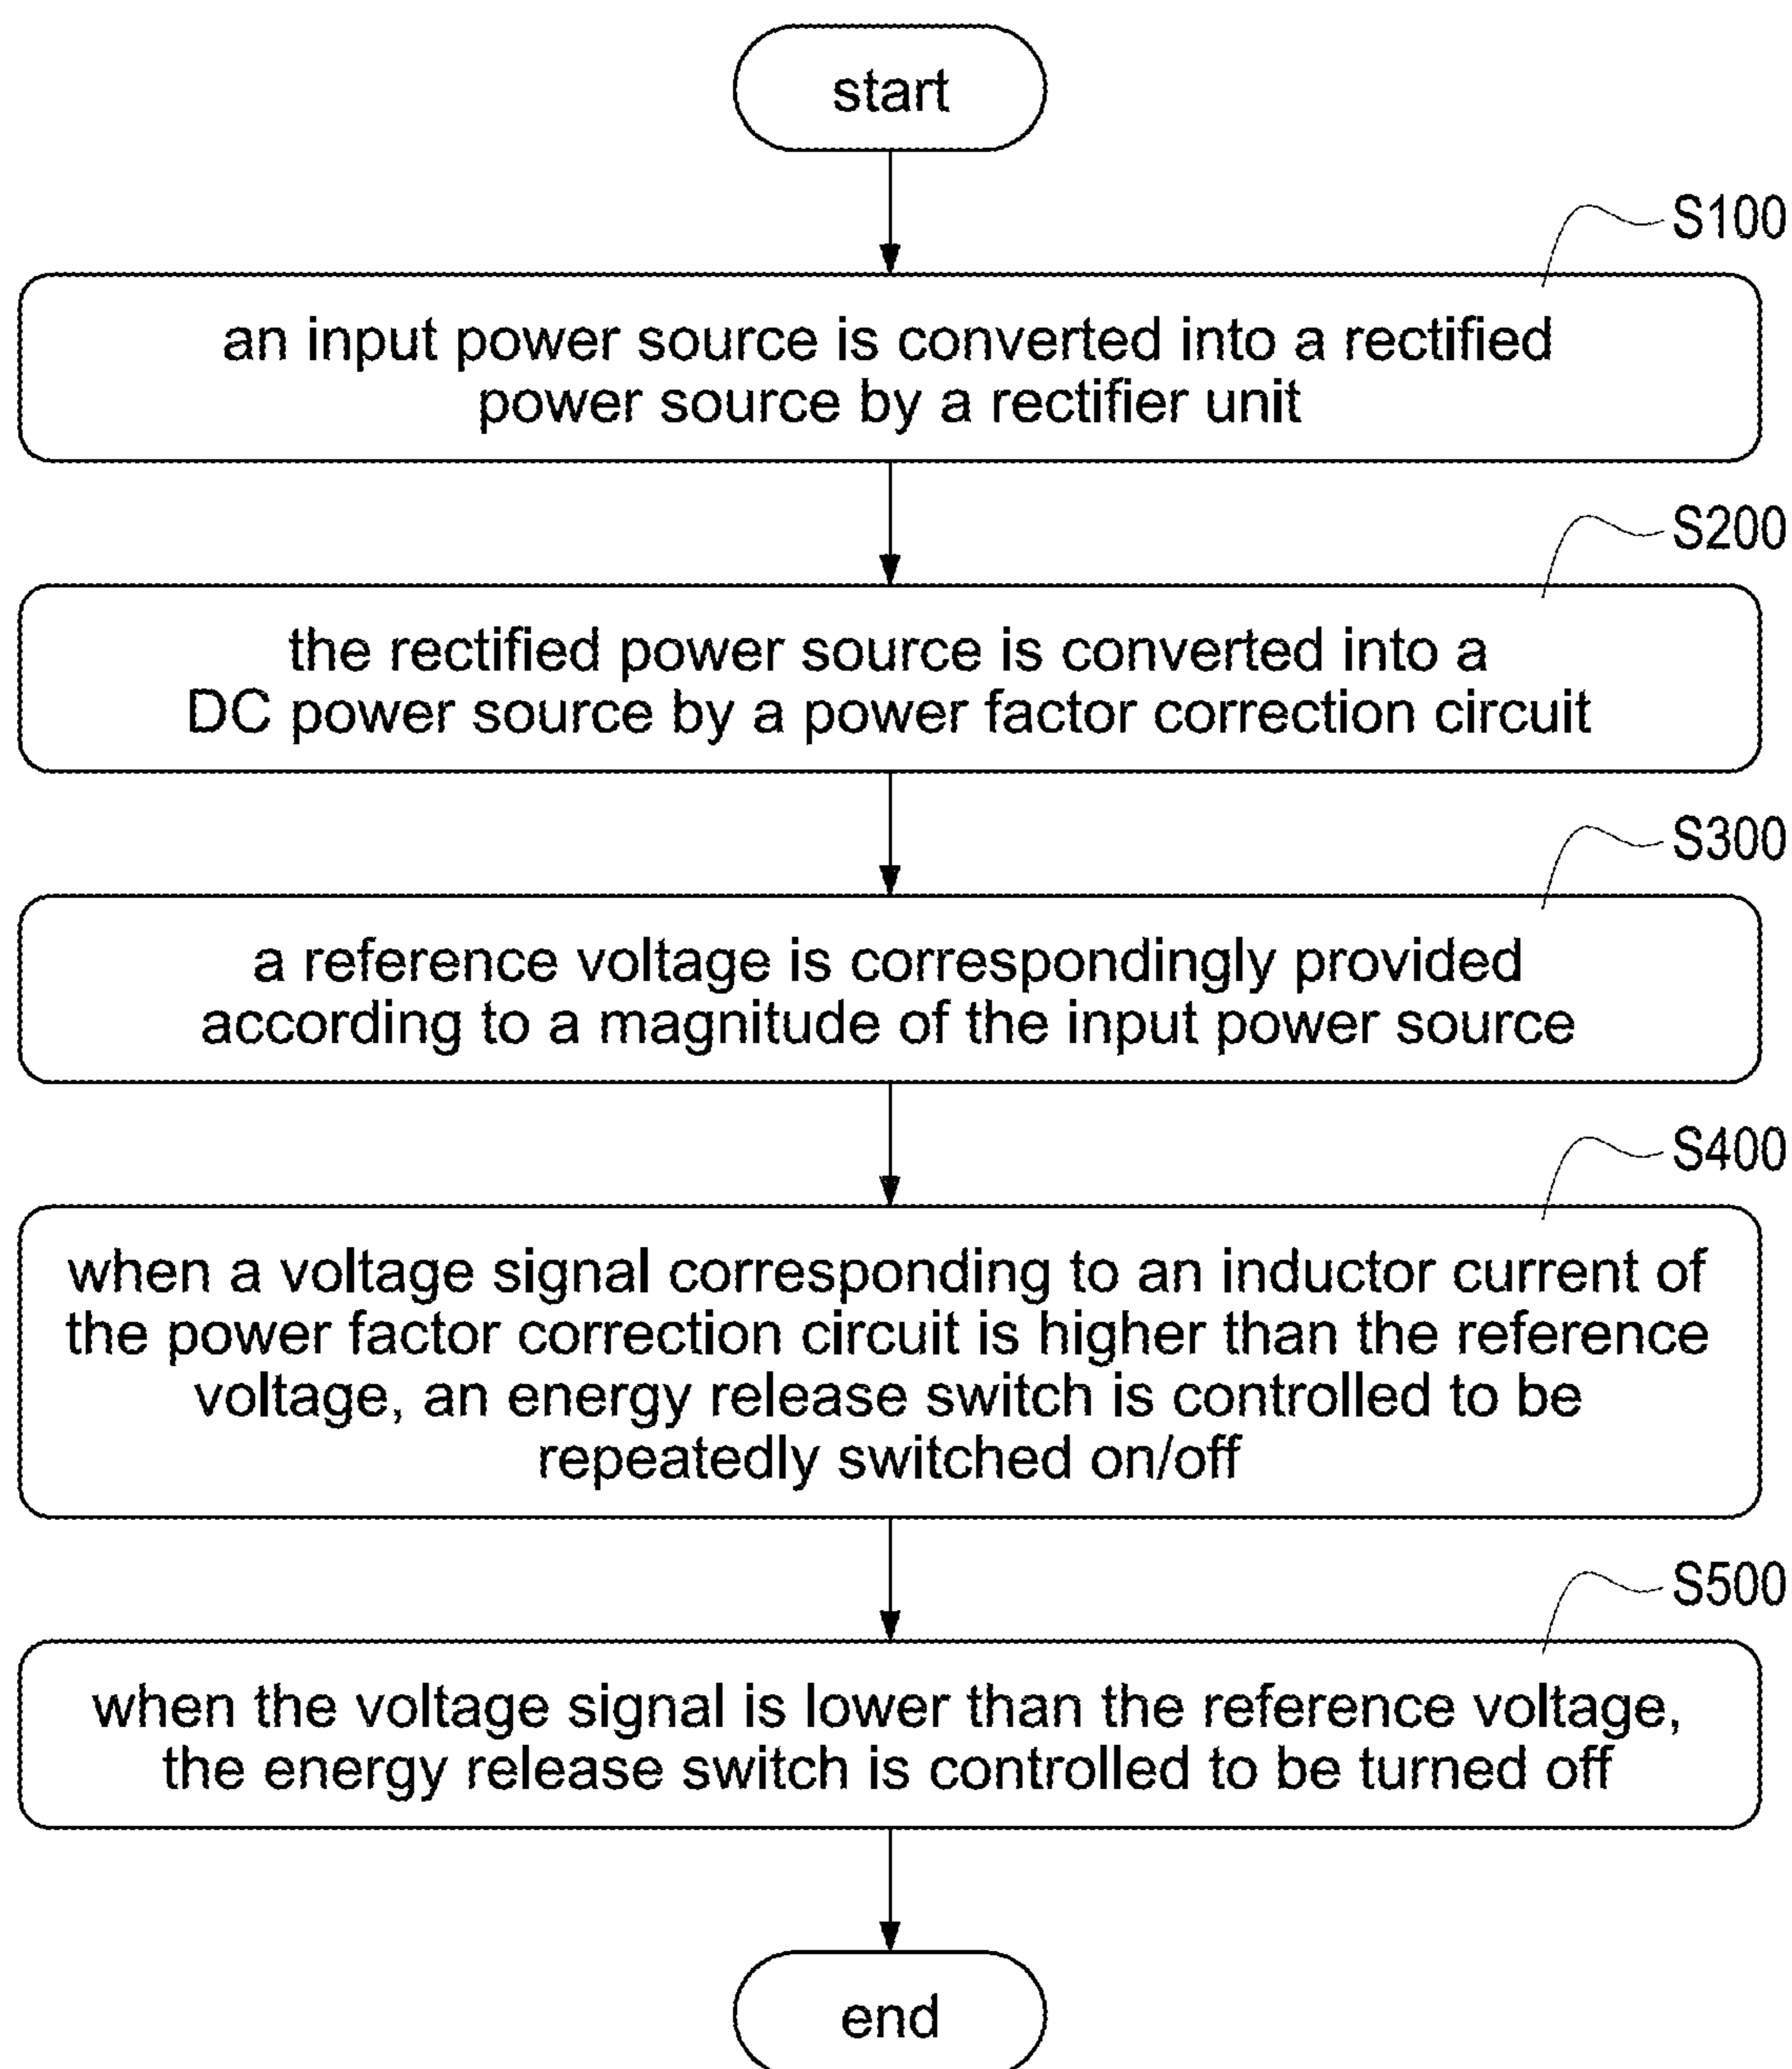 start
S100
an input power source is converted into a rectified
power source by a rectifier unit
S200
the rectified power source is converted into a
DC power source by a power factor correction circuit
S300
a reference voltage is correspondingly provided
according to a magnitude of the input power source
S400
when a voltage signal corresponding to an inductor current of
the power factor correction circuit is higher than the reference
voltage, an energy release switch is controlled to be
repeatedly switched on/off
S500
when the voltage signal is lower than the reference voltage,
the energy release switch is controlled to be turned off
end